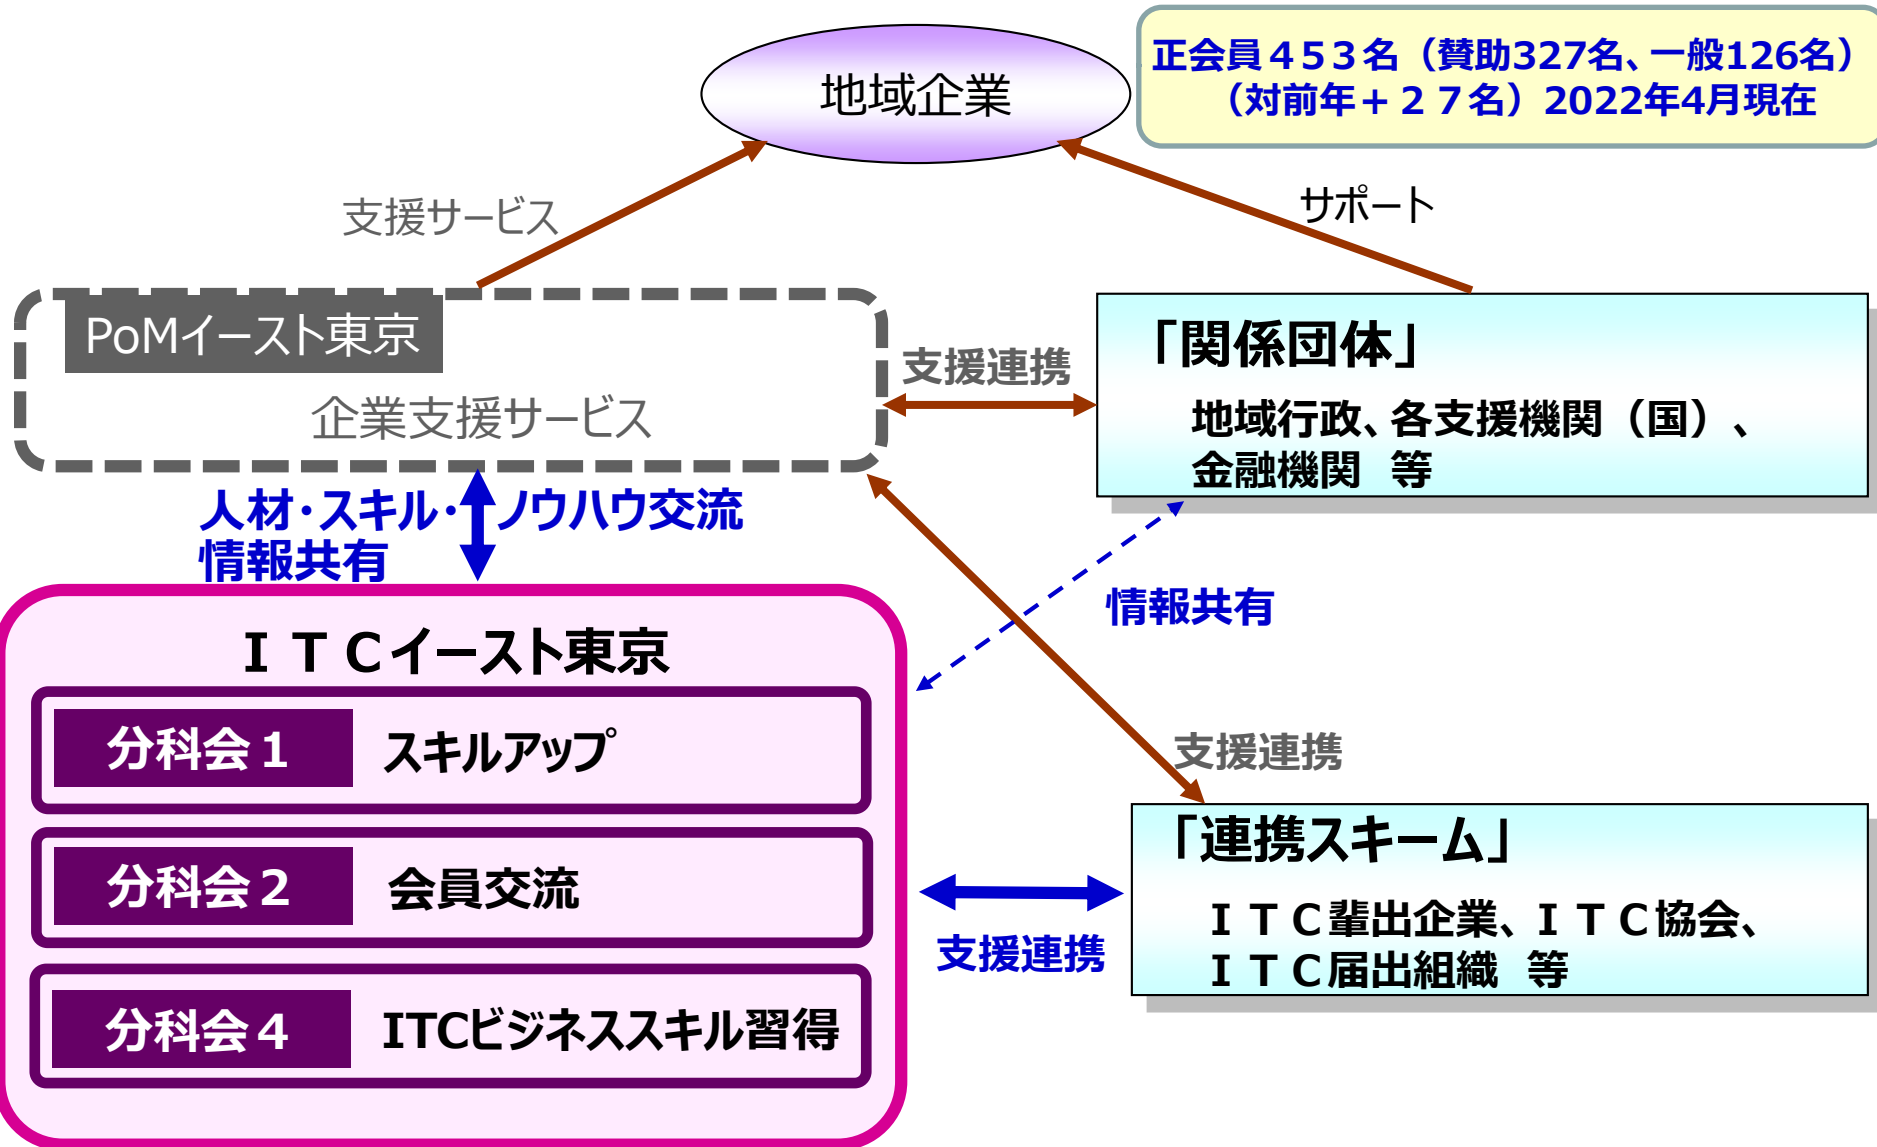 地域企業
正会員４５３名（賛助327名、一般126名）
（対前年＋２７名）2022年4月現在
支援サービス
サポート
PoMイースト東京
企業支援サービス
支援連携
「関係団体」
地域行政、各支援機関（国）、
金融機関　等
人材・スキル・ノウハウ交流
情報共有
情報共有
ＩＴＣイースト東京
分科会１　スキルアップ
分科会２　会員交流
分科会４　ITCビジネススキル習得
支援連携
支援連携
「連携スキーム」
ＩＴＣ輩出企業、ＩＴＣ協会、
ＩＴＣ届出組織　等